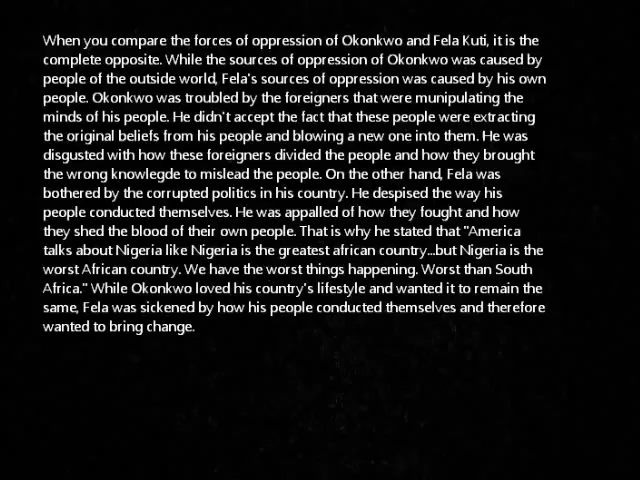 When you compare the forces of oppression of Okonkwo and Fela Kuti, it is the
complete opposite. While the sources of oppression of Okonkwo was caused by
people of the outside world, Fela's sources of oppression was caused by his own
people. Okonkwo was troubled by the foreigners that were munipulating the
minds of his people. He didn't accept the fact that these people were extracting
the original beliefs from his people and blowing a new one into them. He was
disgusted with how these foreigners divided the people and how they brought
the wrong knowlegde to mislead the people. On the other hand, Fela was
bothered by the corrupted politics in his country. He despised the way his
people conducted themselves. He was appalled of how they fought and how
they shed the blood of their own people. That is why he stated that "America
talks about Nigeria like Nigeria is the greatest african country...but Nigeria is the
worst African country. We have the worst things happening. Worst than South
Africa." While Okonkwo loved his country's lifestyle and wanted it to remain the
same, Fela was sickened by how his people conducted themselves and therefore
wanted to bring change.